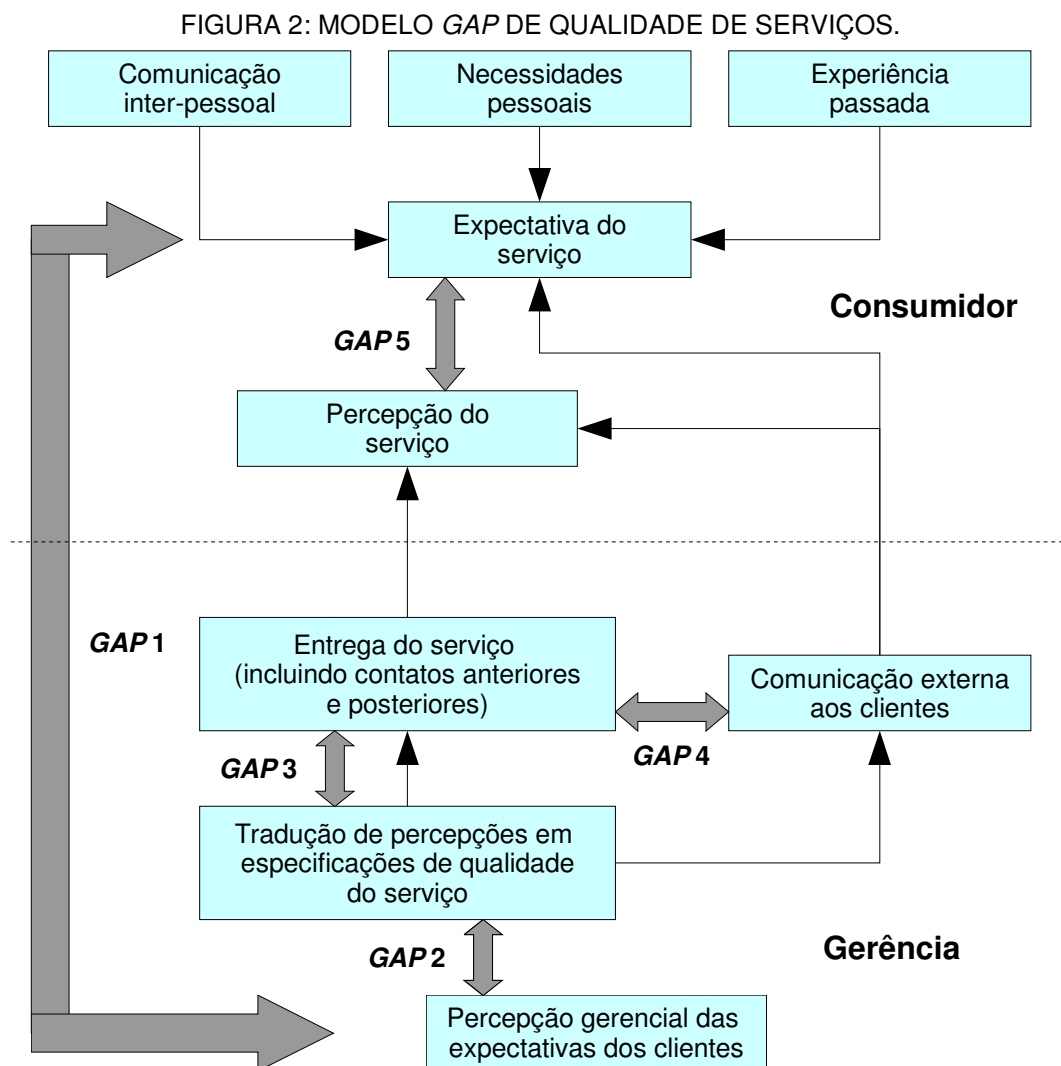 FIGURA 2: MODELO GAP DE QUALIDADE DE SERVIÇOS.
Comunicação
inter-pessoal
Necessidades
pessoais
Experiência
passada
Expectativa do
serviço
Consumidor
GAP 5
Percepção do
serviço
GAP 1
Entrega do serviço
(incluindo contatos anteriores
e posteriores)
Comunicação externa
aos clientes
GAP 4
GAP 3
Tradução de percepções em
especificações de qualidade
do serviço
GAP 2
Gerência
Percepção gerencial das
expectativas dos clientes